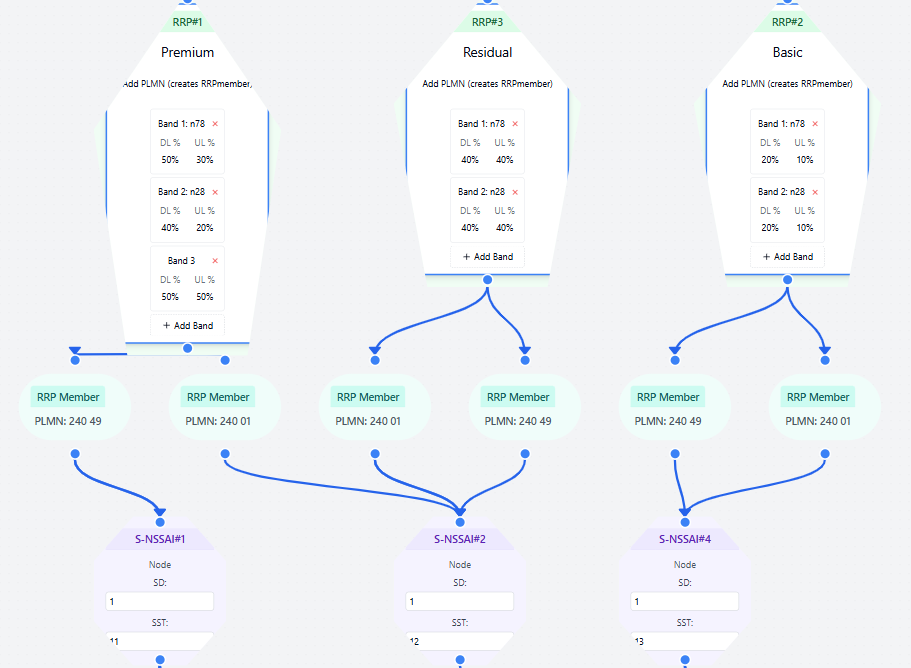 RRP#1
Premium
Add PLMN (creates RRPmember)
Band 1: n78 ×
DL % UL %
50% 30%
Band 2: n28 ×
DL % UL %
40% 20%
Band 3 ×
DL % UL %
50% 50%
+ Add Band
RRP#3
Residual
Add PLMN (creates RRPmember)
Band 1: n78 ×
DL % UL %
40% 40%
Band 2: n28 ×
DL % UL %
40% 40%
+ Add Band
RRP#2
Basic
Add PLMN (creates RRPmember)
Band 1: n78 ×
DL % UL %
20% 10%
Band 2: n28 ×
DL % UL %
20% 10%
+ Add Band
RRP Member
PLMN: 240 49
RRP Member
PLMN: 240 01
RRP Member
PLMN: 240 01
RRP Member
PLMN: 240 49
RRP Member
PLMN: 240 49
RRP Member
PLMN: 240 01
S-NSSAI#1
Node
SD:
1
SST:
11
S-NSSAI#2
Node
SD:
1
SST:
12
S-NSSAI#4
Node
SD:
1
SST:
13